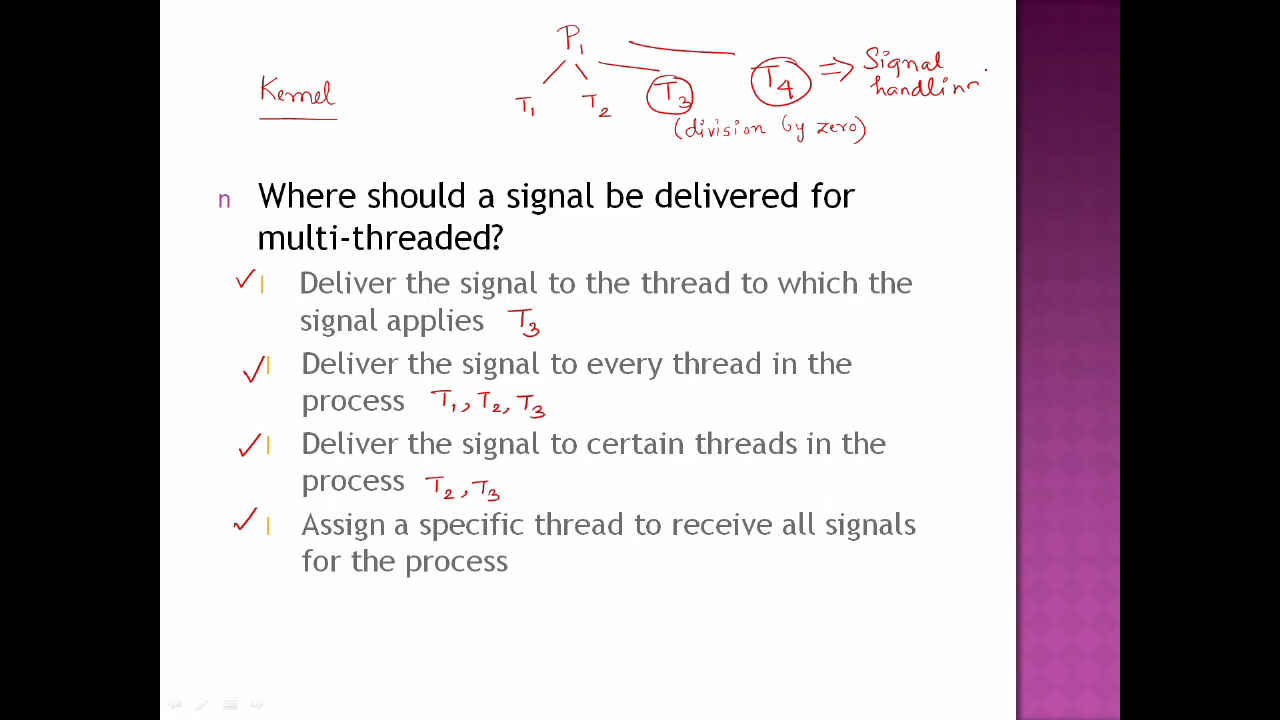 P1
Kernel
T1 T2 T3 T4 ⇒ Signal
handling
(division by zero)
n Where should a signal be delivered for
multi-threaded?
✓ l Deliver the signal to the thread to which the
signal applies T3
✓ l Deliver the signal to every thread in the
process T1, T2, T3
✓ l Deliver the signal to certain threads in the
process T2, T3
✓ l Assign a specific thread to receive all signals
for the process